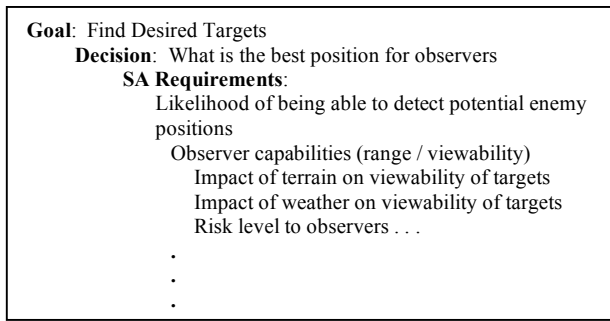 Goal: Find Desired Targets
Decision: What is the best position for observers
SA Requirements:
Likelihood of being able to detect potential enemy
positions
Observer capabilities (range / viewability)
Impact of terrain on viewability of targets
Impact of weather on viewability of targets
Risk level to observers . . .
.
.
.